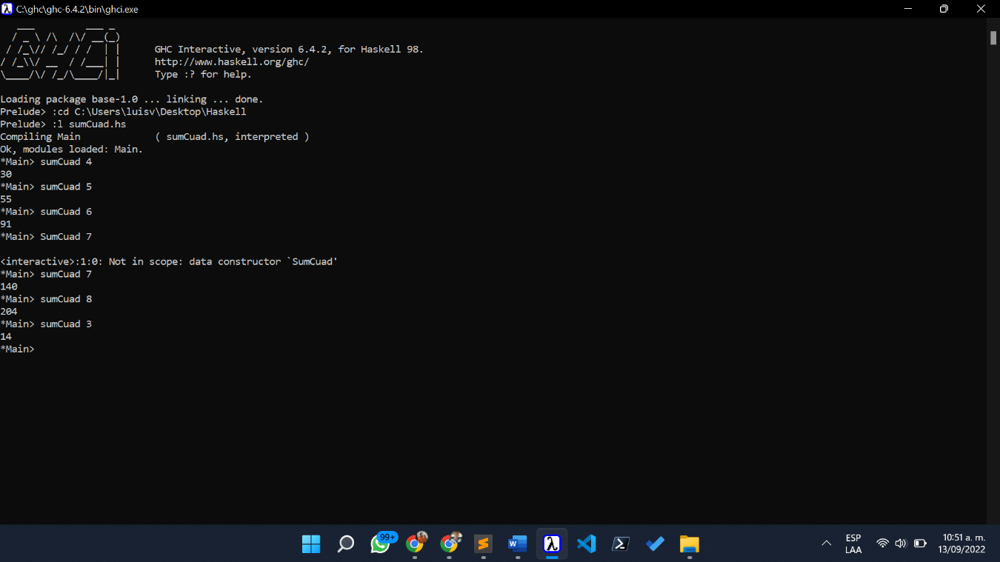 C:\ghc\ghc-6.4.2\bin\ghci.exe
   ___         ___ _
  / _ \ /\  /\/ __(_)
 / /_\// /_/ / /  | |      GHC Interactive, version 6.4.2, for Haskell 98.
/ /_\\/ __  / /___| |      http://www.haskell.org/ghc/
\____/\/ /_/\____/|_|      Type :? for help.
Loading package base-1.0 ... linking ... done.
Prelude> :cd C:\Users\luisv\Desktop\Haskell
Prelude> :l sumCuad.hs
Compiling Main             ( sumCuad.hs, interpreted )
Ok, modules loaded: Main.
*Main> sumCuad 4
30
*Main> sumCuad 5
55
*Main> sumCuad 6
91
*Main> SumCuad 7
<interactive>:1:0: Not in scope: data constructor `SumCuad'
*Main> sumCuad 7
140
*Main> sumCuad 8
204
*Main> sumCuad 3
14
*Main>
99+
W
λ
ESP
LAA
10:51 a. m.
13/09/2022